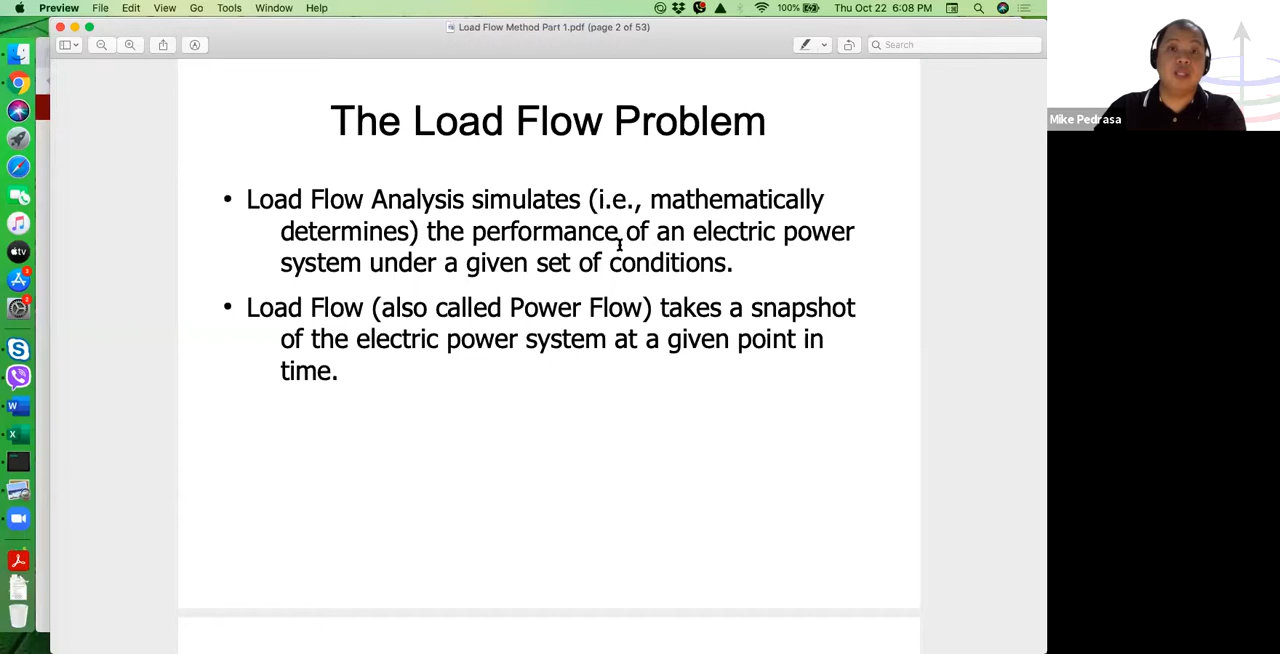 Preview File Edit View Go Tools Window Help 100% Thu Oct 22 6:08 PM
Load Flow Method Part 1.pdf (page 2 of 53)
Search
The Load Flow Problem
• Load Flow Analysis simulates (i.e., mathematically
determines) the performance of an electric power
system under a given set of conditions.
• Load Flow (also called Power Flow) takes a snapshot
of the electric power system at a given point in
time.
Mike Pedrasa
tv